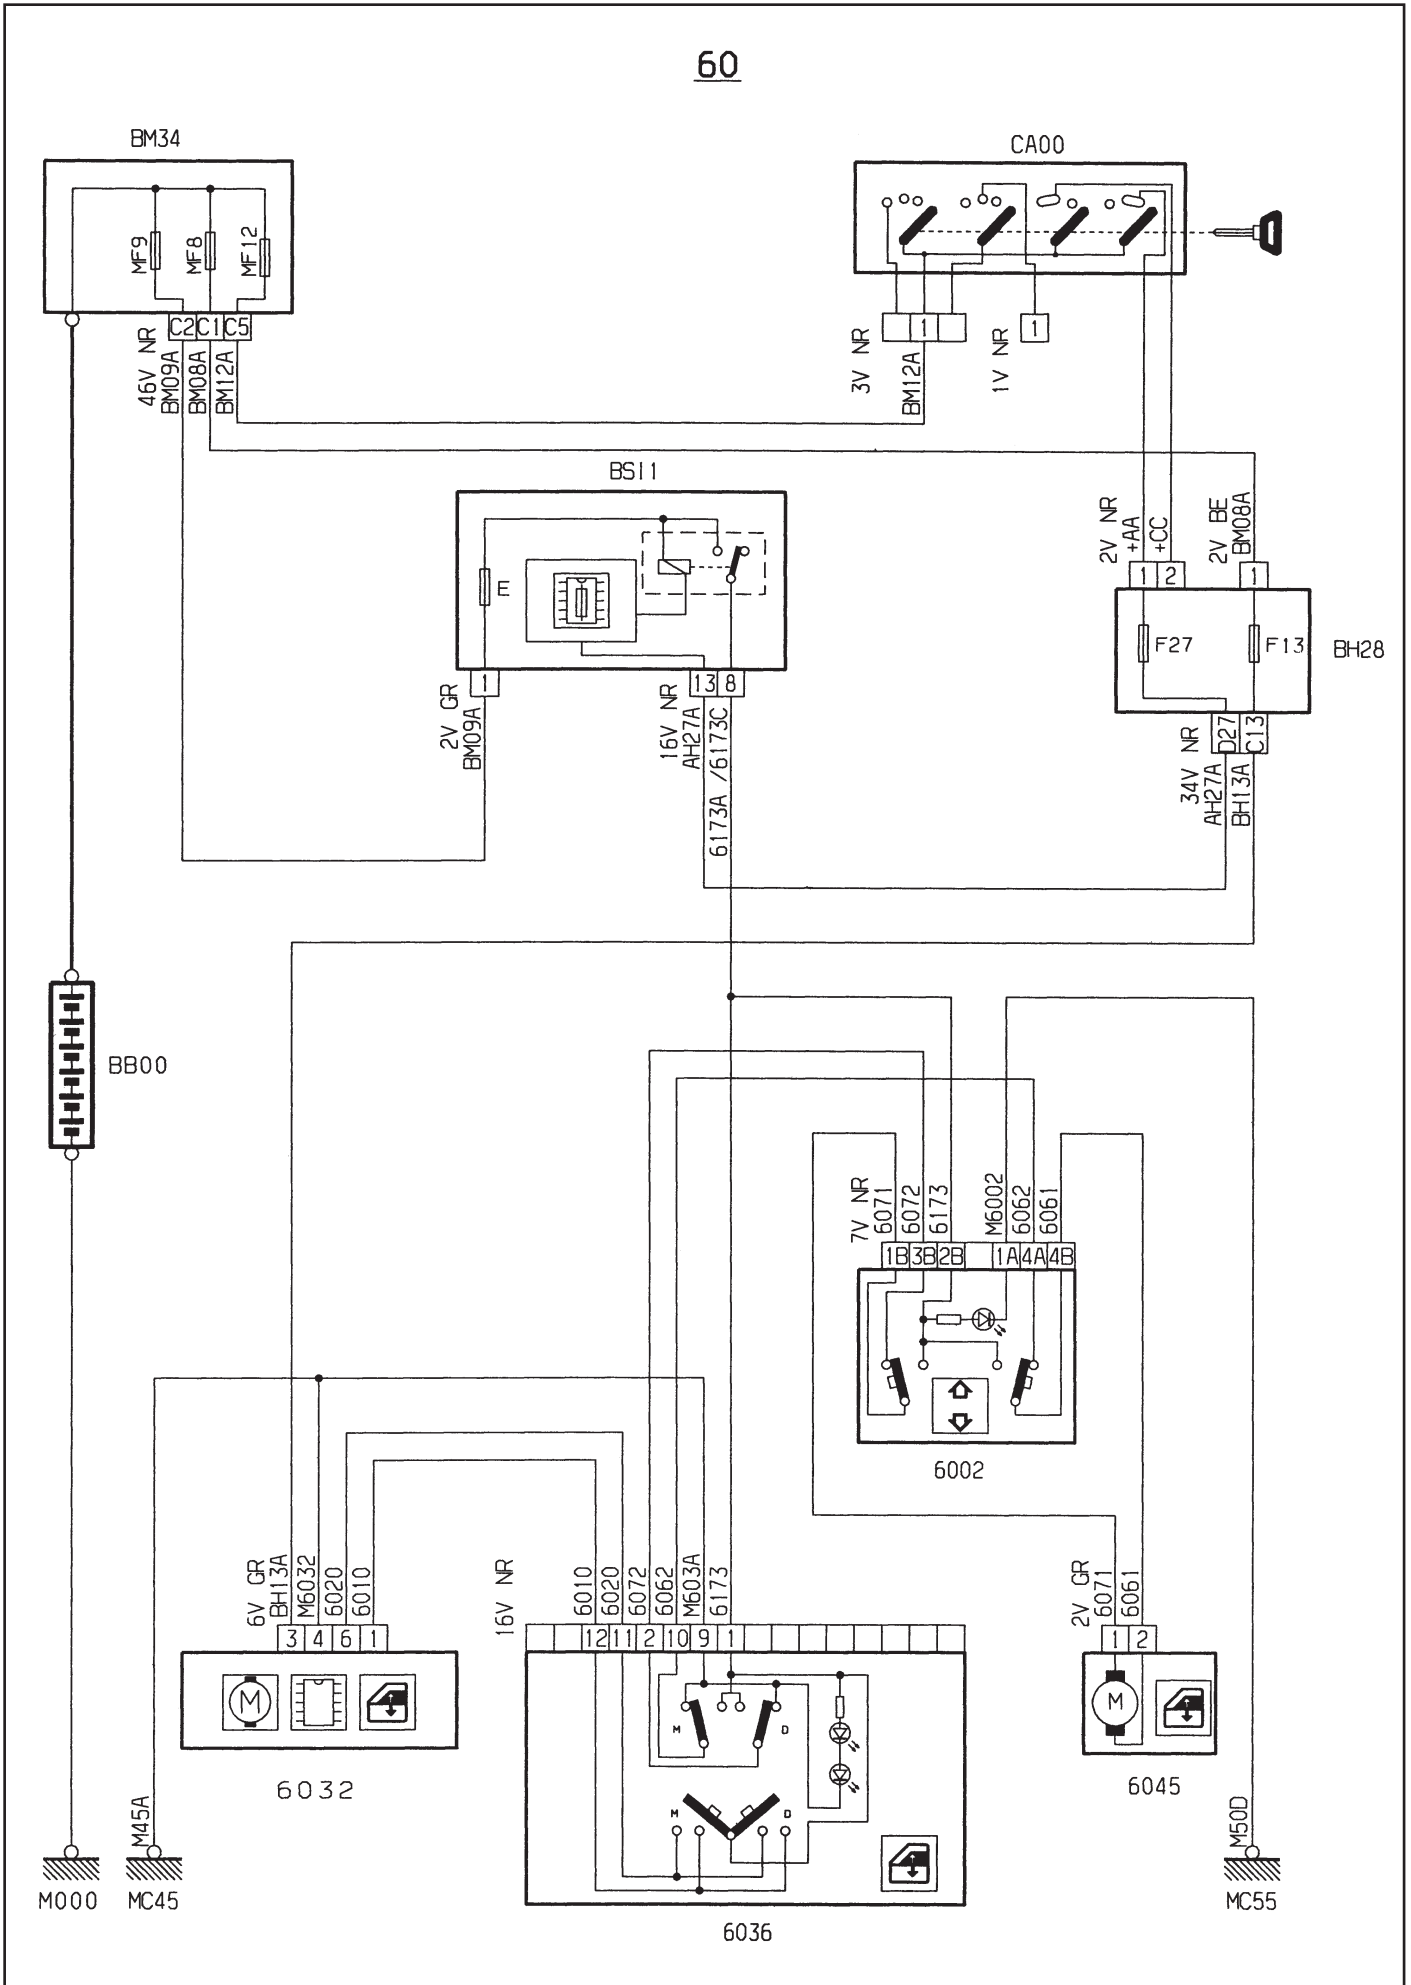 60
BM34
CA00
MF9
MF8
MF12
C2 C1 C5
46V NR
BM09A
BM08A
BM12A
1
3V NR
BM12A
1V NR
1
BSI1
E
1
13 8
2V GR
BM09A
16V NR
AH27A
6173A /6173C
2V NR
+AA
+CC
2V BE
BM08A
1 2
1
F27
F13
BH28
D27
C13
34V NR
AH27A
BH13A
BB00
7V NR
6071
6072
6173
M6002
6062
6061
1B 3B 2B 1A 4A 4B
6002
6V GR
BH13A
M6032
6020
6010
3 4 6 1
M
6032
16V NR
6010
6020
6072
6062
M603A
6173
12 11 2 10 9 1
M
D
M
D
6036
2V GR
6071
6061
1 2
M
6045
M45A
M50D
M000
MC45
MC55